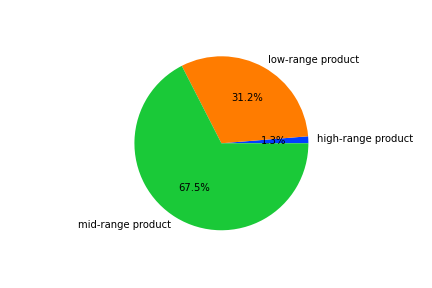 low-range product
31.2%
high-range product
1.3%
67.5%
mid-range product